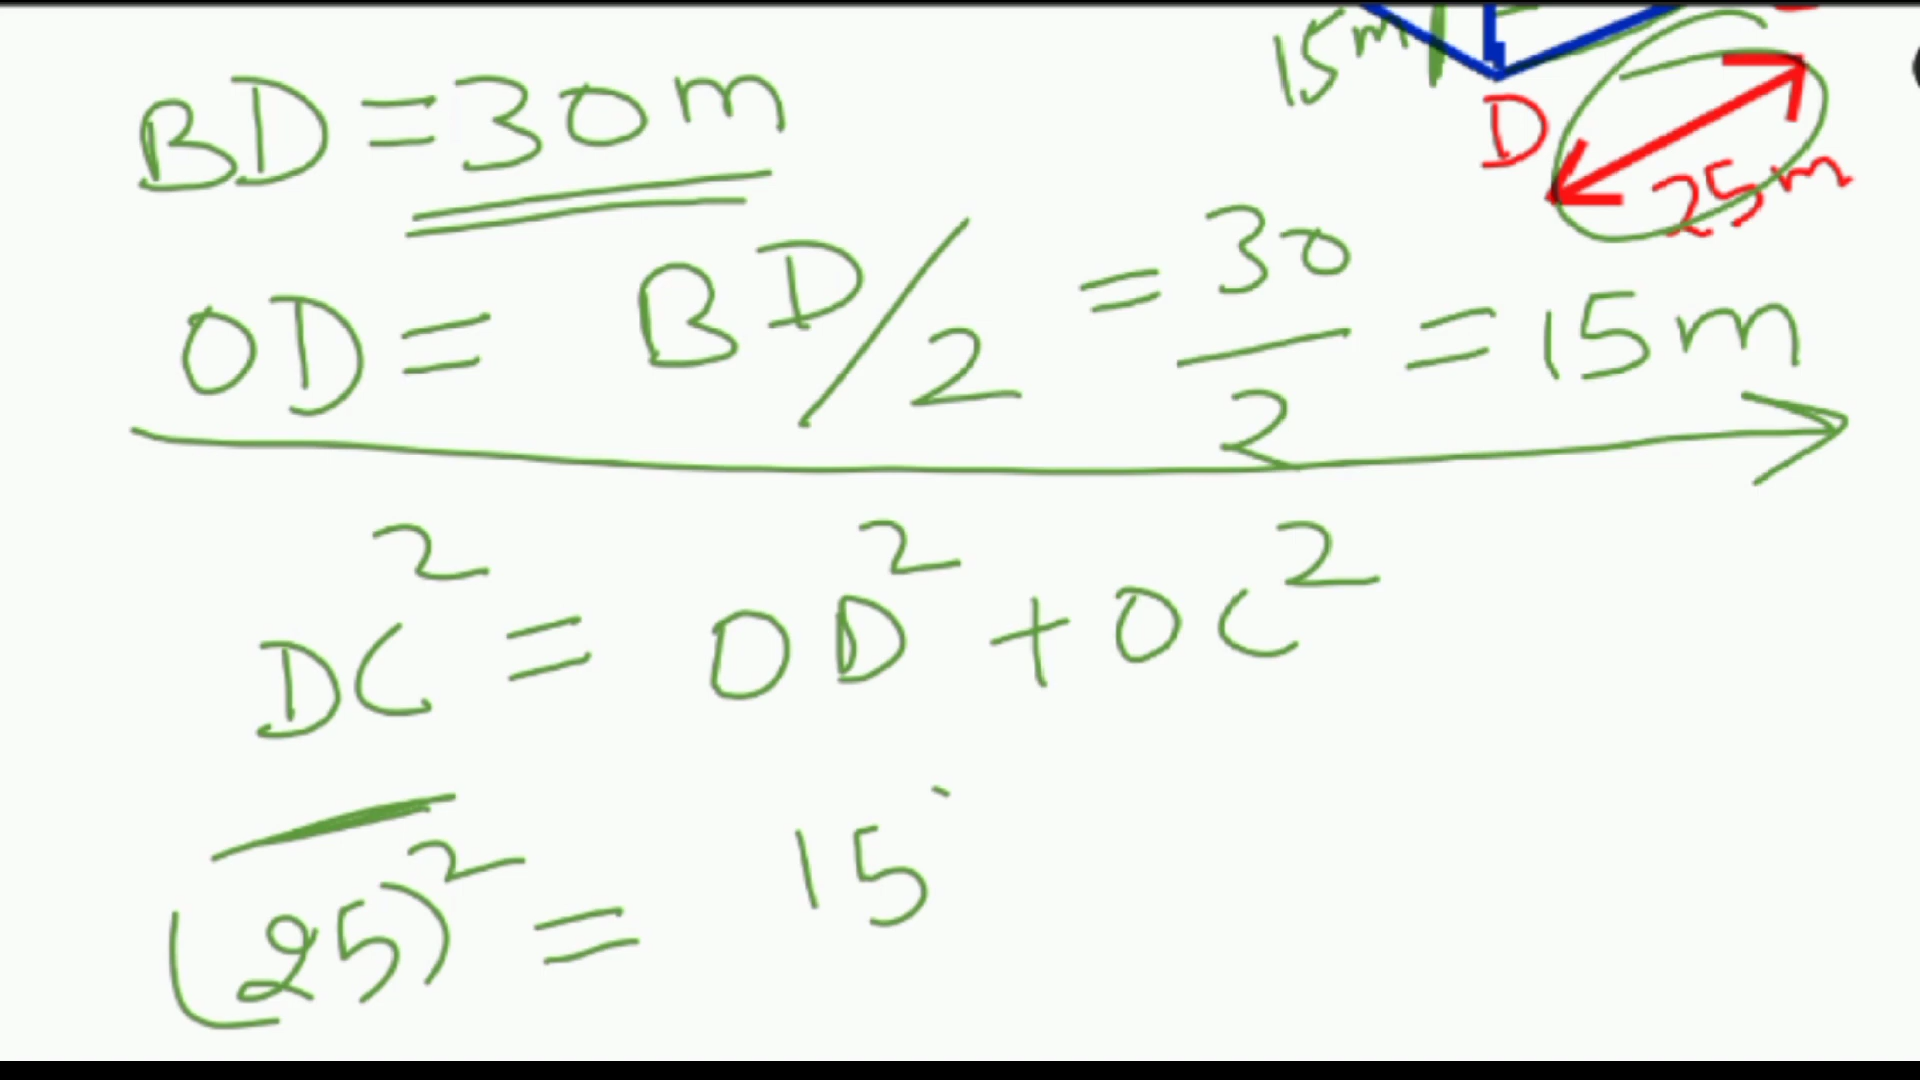 15m
D
25m
BD = 30m
OD = BD/2 = 30/2 = 15m
DC² = OD² + OC²
(25)² = 15